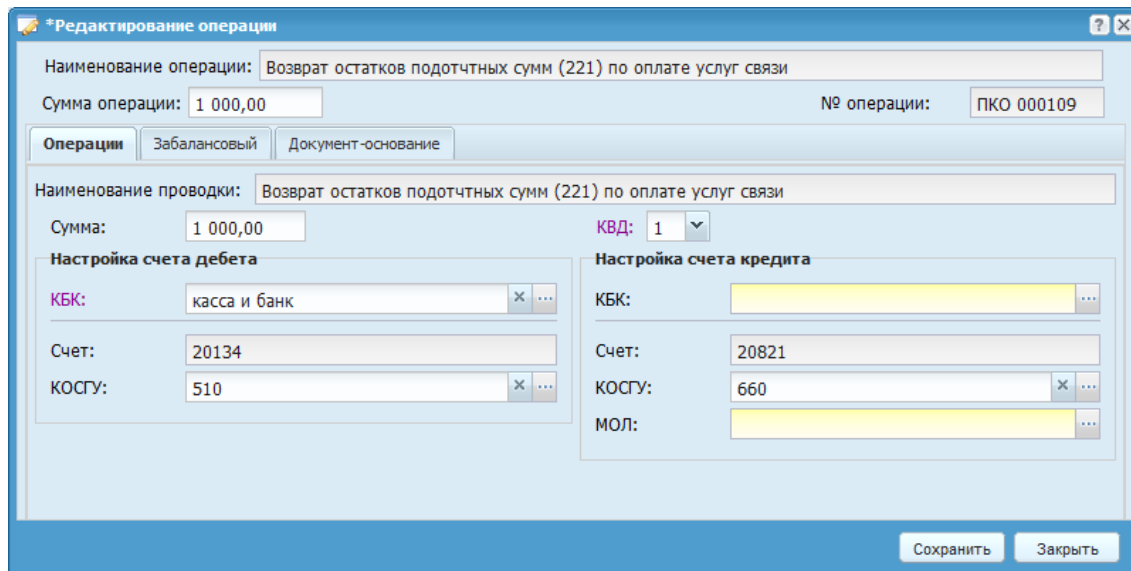 *Редактирование операции
Наименование операции: Возврат остатков подотчтных сумм (221) по оплате услуг связи
Сумма операции: 1 000,00 № операции: ПКО 000109
Операции Забалансовый Документ-основание
Наименование проводки: Возврат остатков подотчтных сумм (221) по оплате услуг связи
Сумма: 1 000,00 КВД: 1
Настройка счета дебета Настройка счета кредита
КБК: касса и банк КБК:
Счет: 20134 Счет: 20821
КОСГУ: 510 КОСГУ: 660
МОЛ:
Сохранить Закрыть